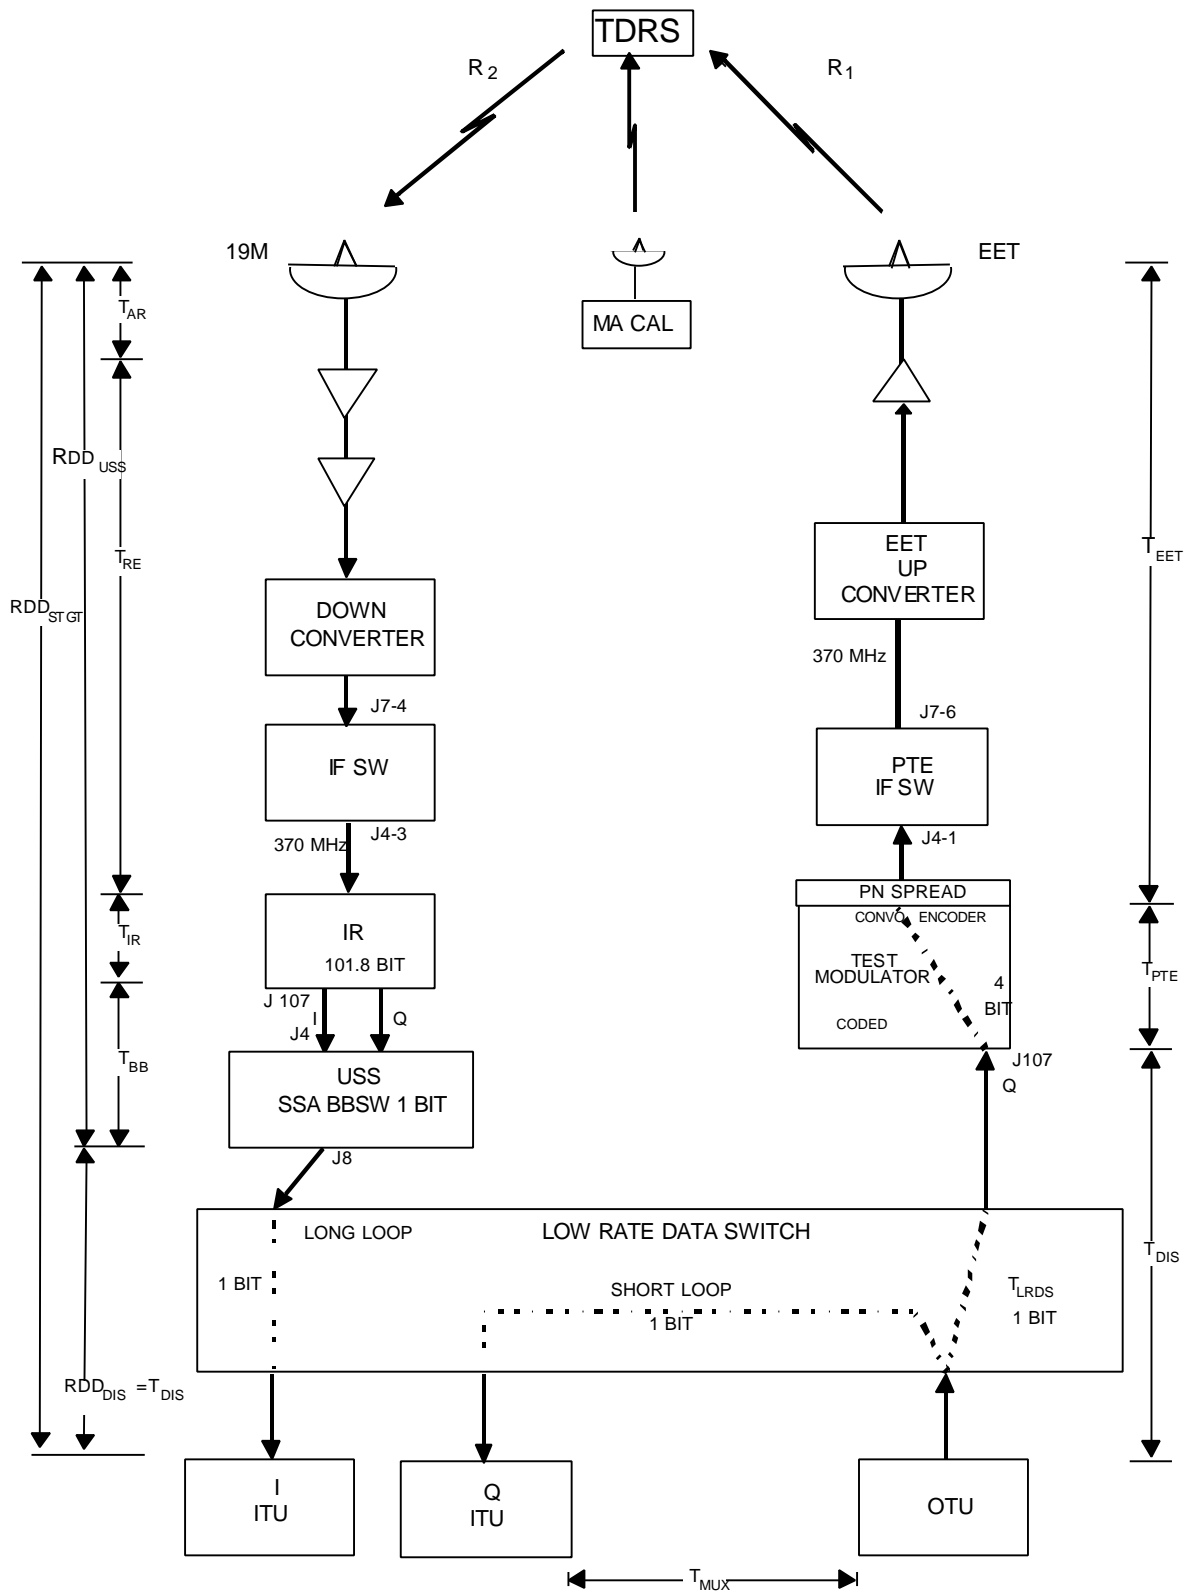 TDRS
R2
R1
19M
EET
MA CAL
TAR
RDDUSS
TRE
RDDSTGT
EET
UP
CONVERTER
TEET
DOWN
CONVERTER
370 MHz
J7-4
J7-6
IF SW
PTE
IF SW
370 MHz
J4-3
J4-1
PN SPREAD
CONVO. ENCODER
TIR
IR
101.8 BIT
TEST
MODULATOR
4
BIT
TPTE
CODED
J 107
I
Q
J4
TBB
USS
SSA BBSW 1 BIT
J107
Q
J8
LONG LOOP
LOW RATE DATA SWITCH
TDIS
1 BIT
SHORT LOOP
1 BIT
TLRDS
1 BIT
RDDDIS =TDIS
I
ITU
Q
ITU
OTU
TMUX